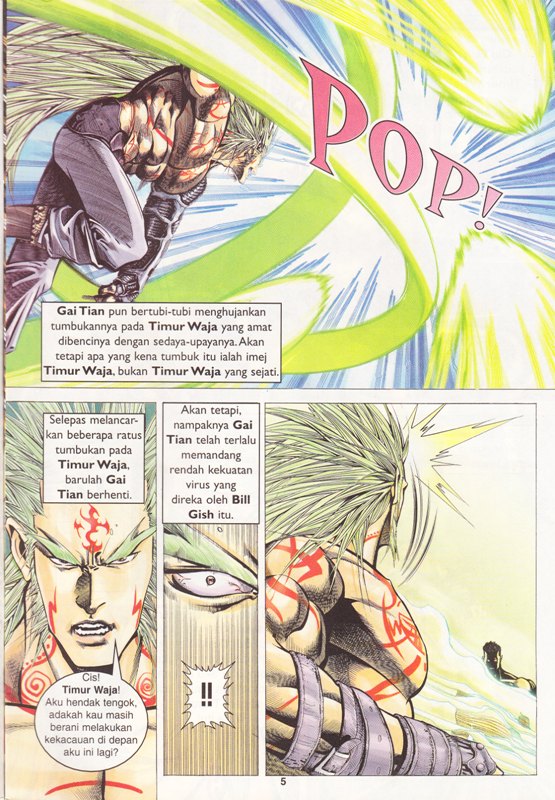 POP!
Gai Tian pun bertubi-tubi menghujankan
tumbukannya pada Timur Waja yang amat
dibencinya dengan sedaya-upayanya. Akan
tetapi apa yang kena tumbuk itu ialah imej
Timur Waja, bukan Timur Waja yang sejati.
Selepas melancar-
kan beberapa ratus
tumbukan pada
Timur Waja,
barulah Gai
Tian berhenti.
Cis!
Timur Waja!
Aku hendak tengok,
adakah kau masih
berani melakukan
kekacauan di depan
aku ini lagi?
Akan tetapi,
nampaknya Gai
Tian telah terlalu
memandang
rendah kekuatan
virus yang
direka oleh Bill
Gish itu.
!!
5